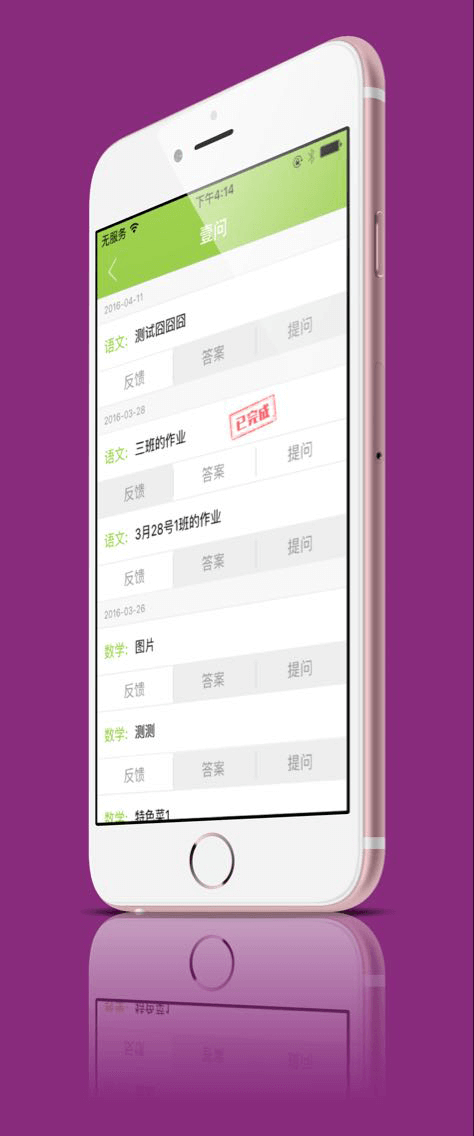 无服务
下午4:14
壹问
2016-04-11
语文: 测试囧囧囧
反馈 答案 提问
2016-03-28
语文: 三班的作业
已完成
反馈 答案 提问
语文: 3月28号1班的作业
反馈 答案 提问
2016-03-26
数学: 图片
反馈 答案 提问
数学: 测测
反馈 答案 提问
数学: 特色菜1